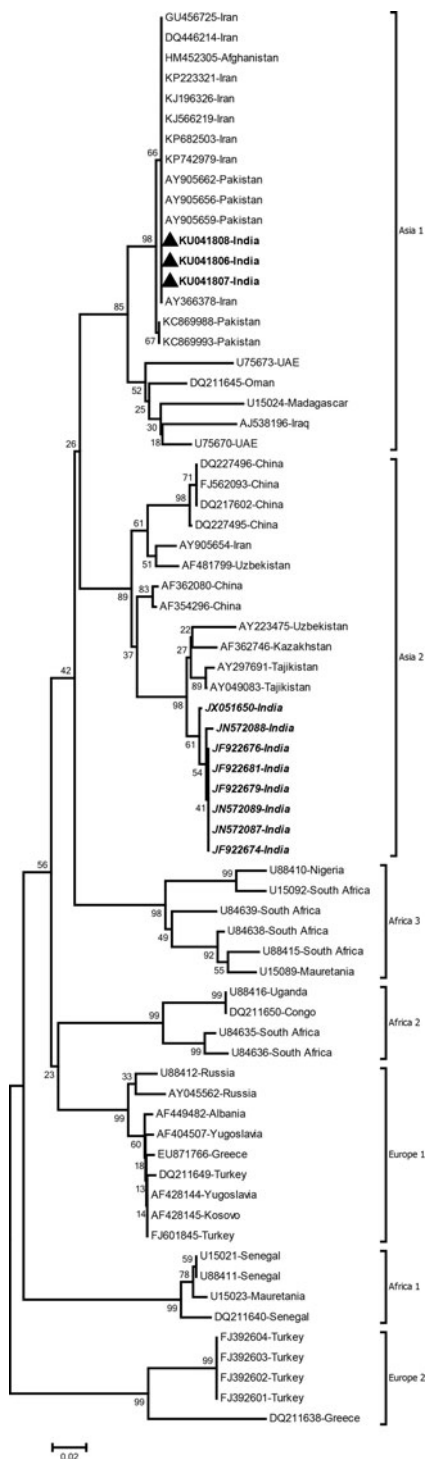 GU456725-Iran
DQ446214-Iran
HM452305-Afghanistan
KP223321-Iran
KJ196326-Iran
KJ566219-Iran
KP682503-Iran
66
KP742979-Iran
AY905662-Pakistan
AY905656-Pakistan
AY905659-Pakistan
Asia 1
98
KU041808-India
KU041806-India
KU041807-India
85
AY366378-Iran
KC869988-Pakistan
67
KC869993-Pakistan
U75673-UAE
52
DQ211645-Oman
25
U15024-Madagascar
30
AJ538196-Iraq
26
18
U75670-UAE
DQ227496-China
71
FJ562093-China
98
DQ217602-China
61
DQ227495-China
AY905654-Iran
51
AF481799-Uzbekistan
89
83
AF362080-China
AF354296-China
22
AY223475-Uzbekistan
37
27
AF362746-Kazakhstan
Asia 2
AY297691-Tajikistan
89
AY049083-Tajikistan
42
98
JX051650-India
61
JN572088-India
JF922676-India
54
JF922681-India
JF922679-India
41
JN572089-India
JN572087-India
JF922674-India
56
99
U88410-Nigeria
U15092-South Africa
98
U84639-South Africa
Africa 3
49
U84638-South Africa
92
U88415-South Africa
55
U15089-Mauretania
99
U88416-Uganda
99
DQ211650-Congo
Africa 2
U84635-South Africa
99
U84636-South Africa
23
33
U88412-Russia
AY045562-Russia
99
AF449482-Albania
60
AF404507-Yugoslavia
EU871766-Greece
Europe 1
18
DQ211649-Turkey
13
AF428144-Yugoslavia
14
AF428145-Kosovo
FJ601845-Turkey
59
U15021-Senegal
78
U88411-Senegal
Africa 1
U15023-Mauretania
99
DQ211640-Senegal
FJ392604-Turkey
99
FJ392603-Turkey
FJ392602-Turkey
Europe 2
FJ392601-Turkey
99
DQ211638-Greece
0.02